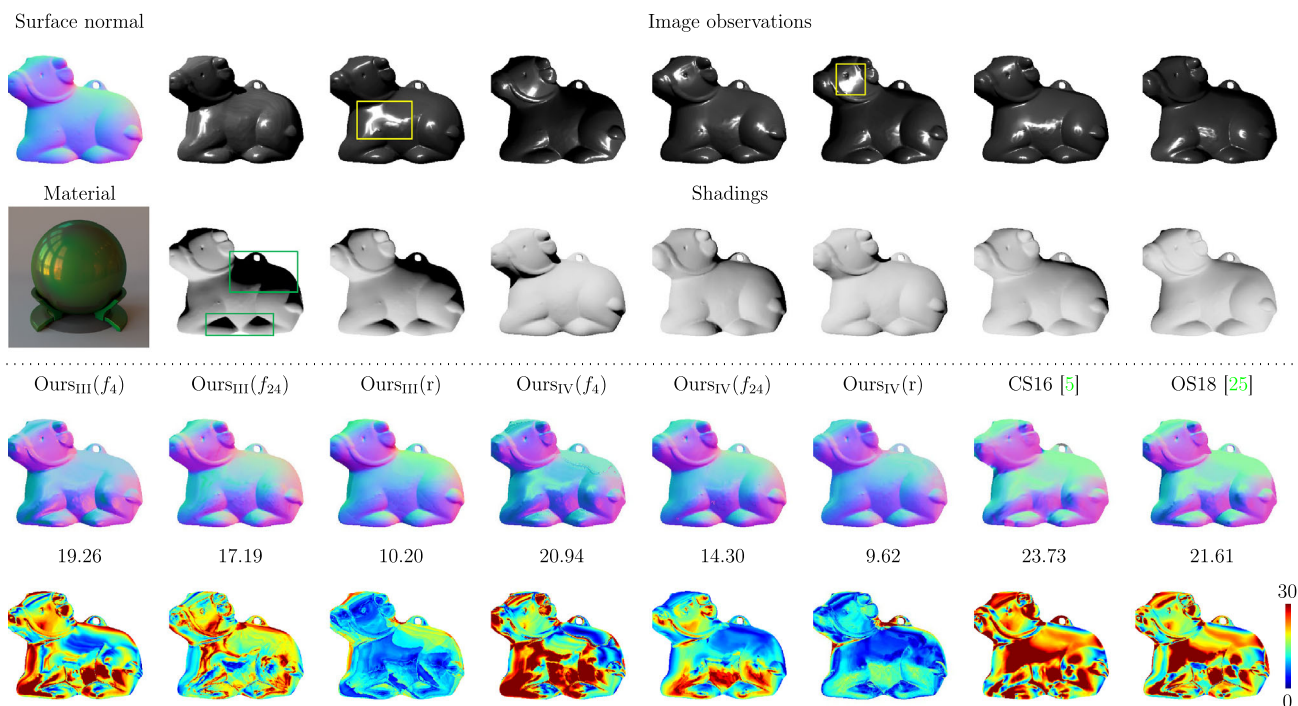 Surface normal Image observations
Material Shadings
Ours_III(f_4) Ours_III(f_24) Ours_III(r) Ours_IV(f_4) Ours_IV(f_24) Ours_IV(r) CS16 [5] OS18 [25]
19.26 17.19 10.20 20.94 14.30 9.62 23.73 21.61
30
0